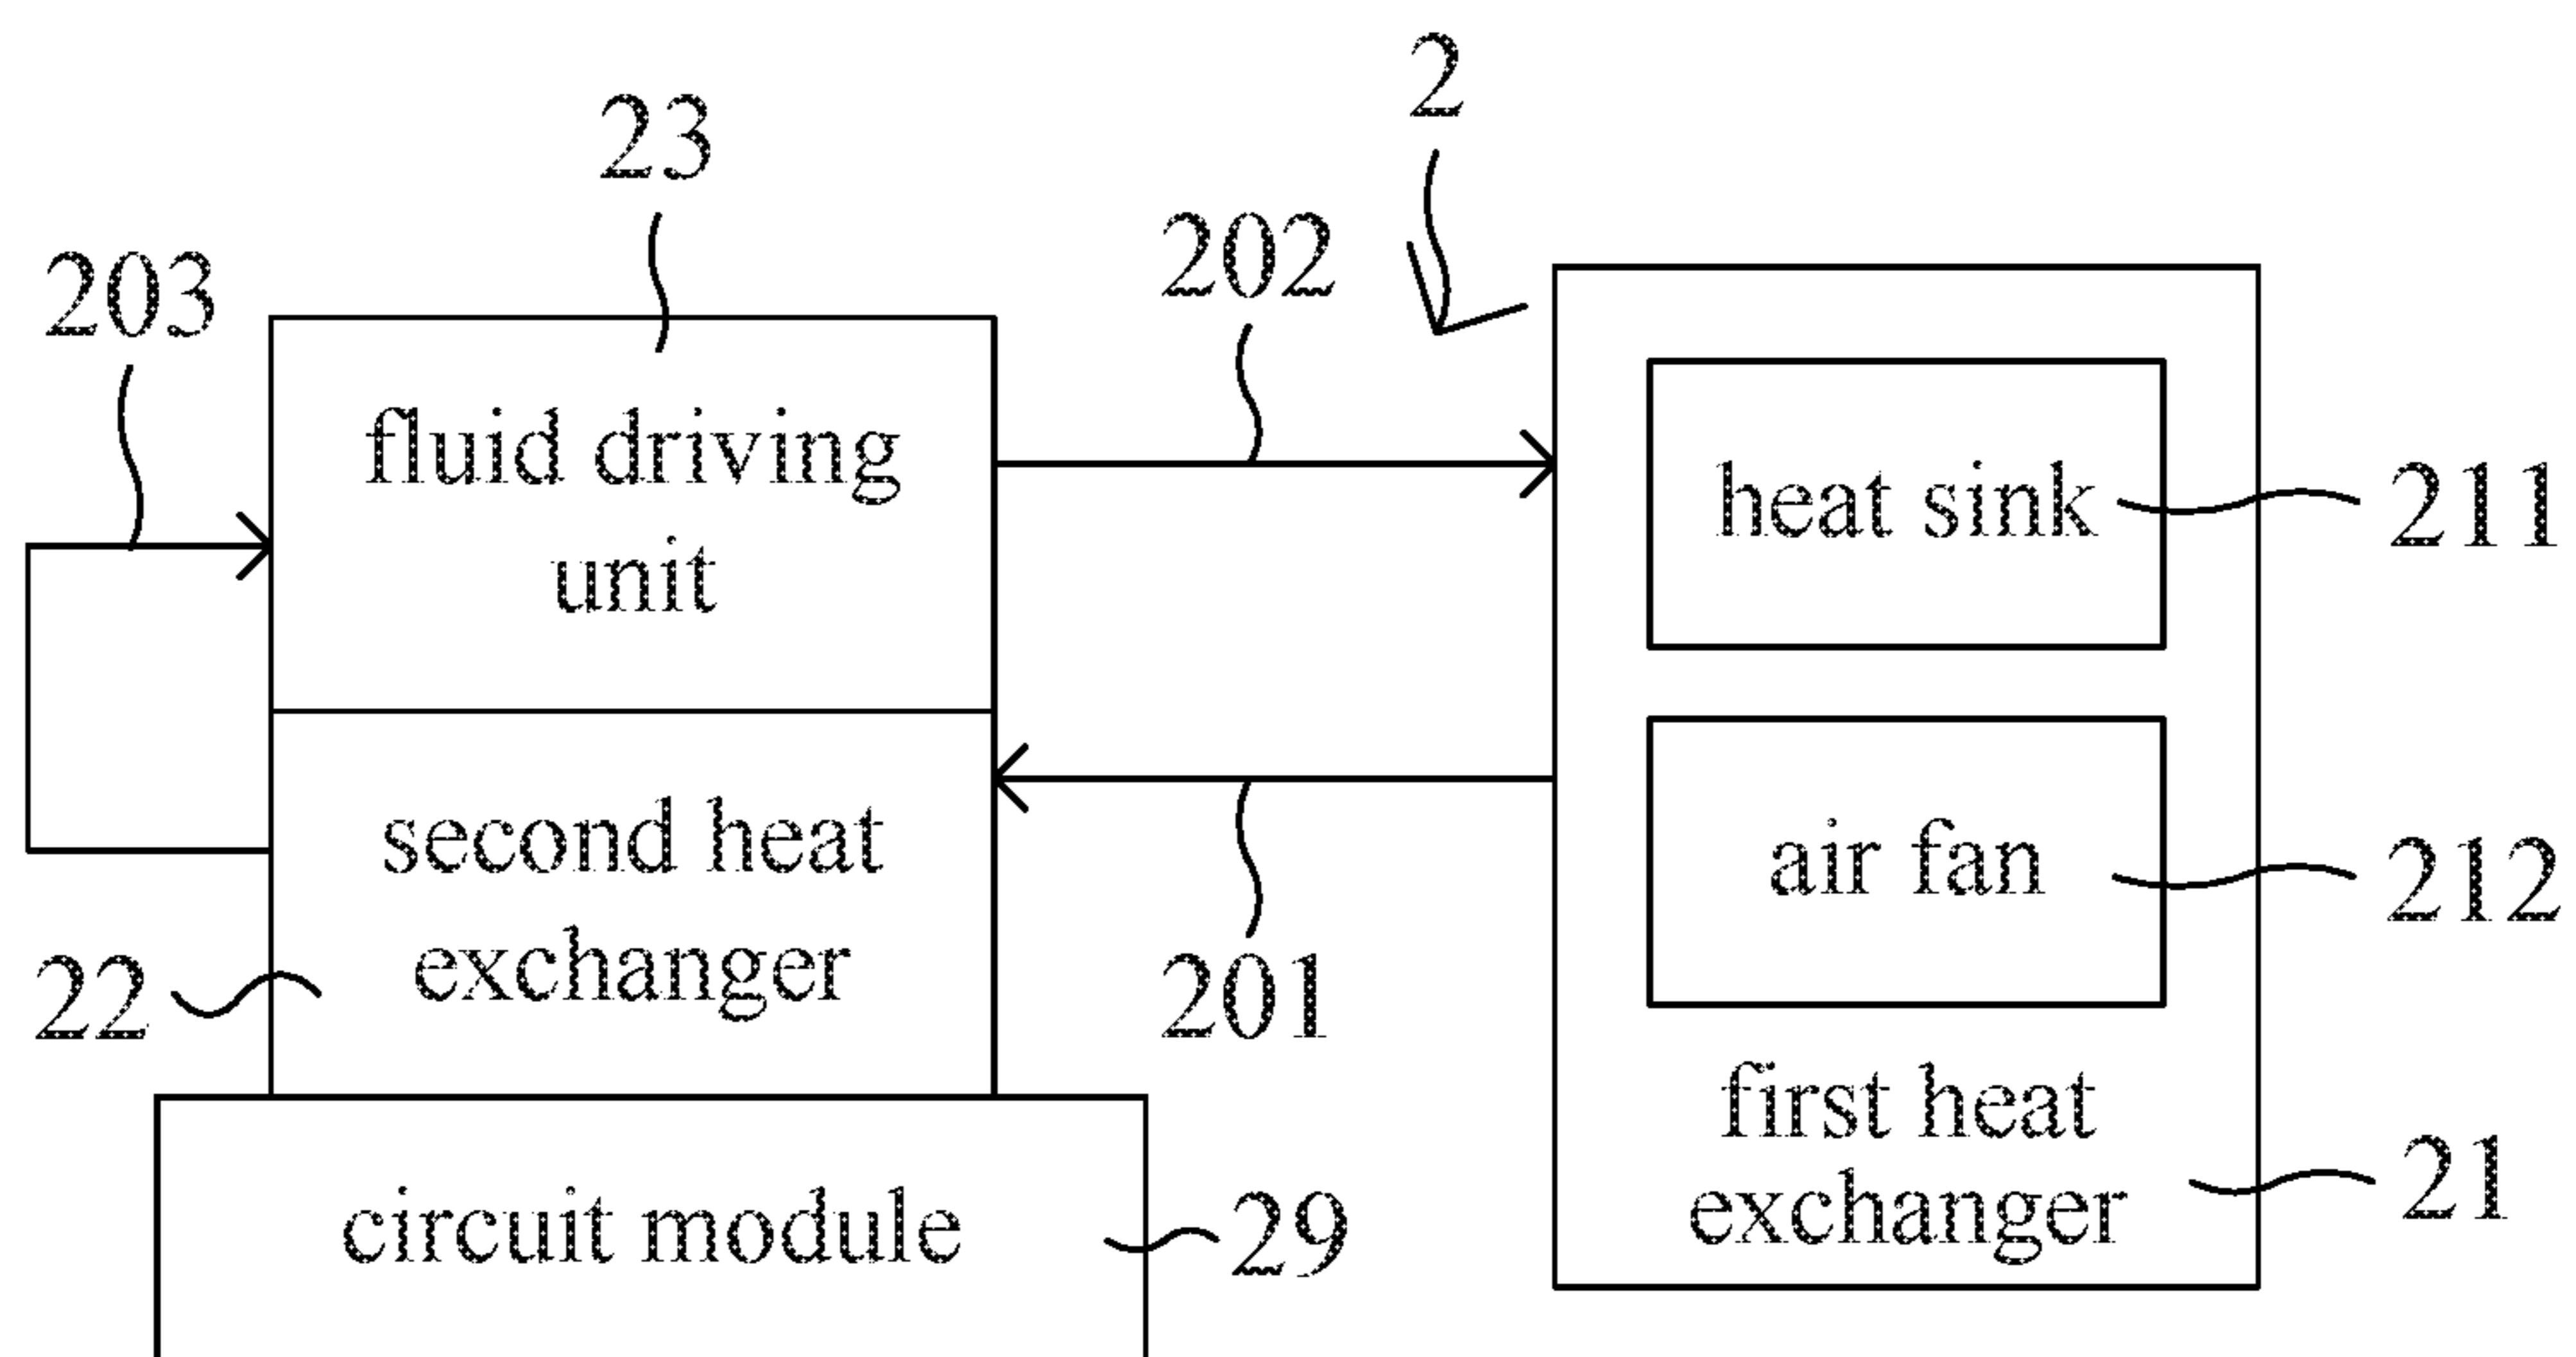 2
23
202
203
fluid driving
unit
heat sink
211
second heat
exchanger
air fan
212
22
201
first heat
exchanger
21
circuit module
29